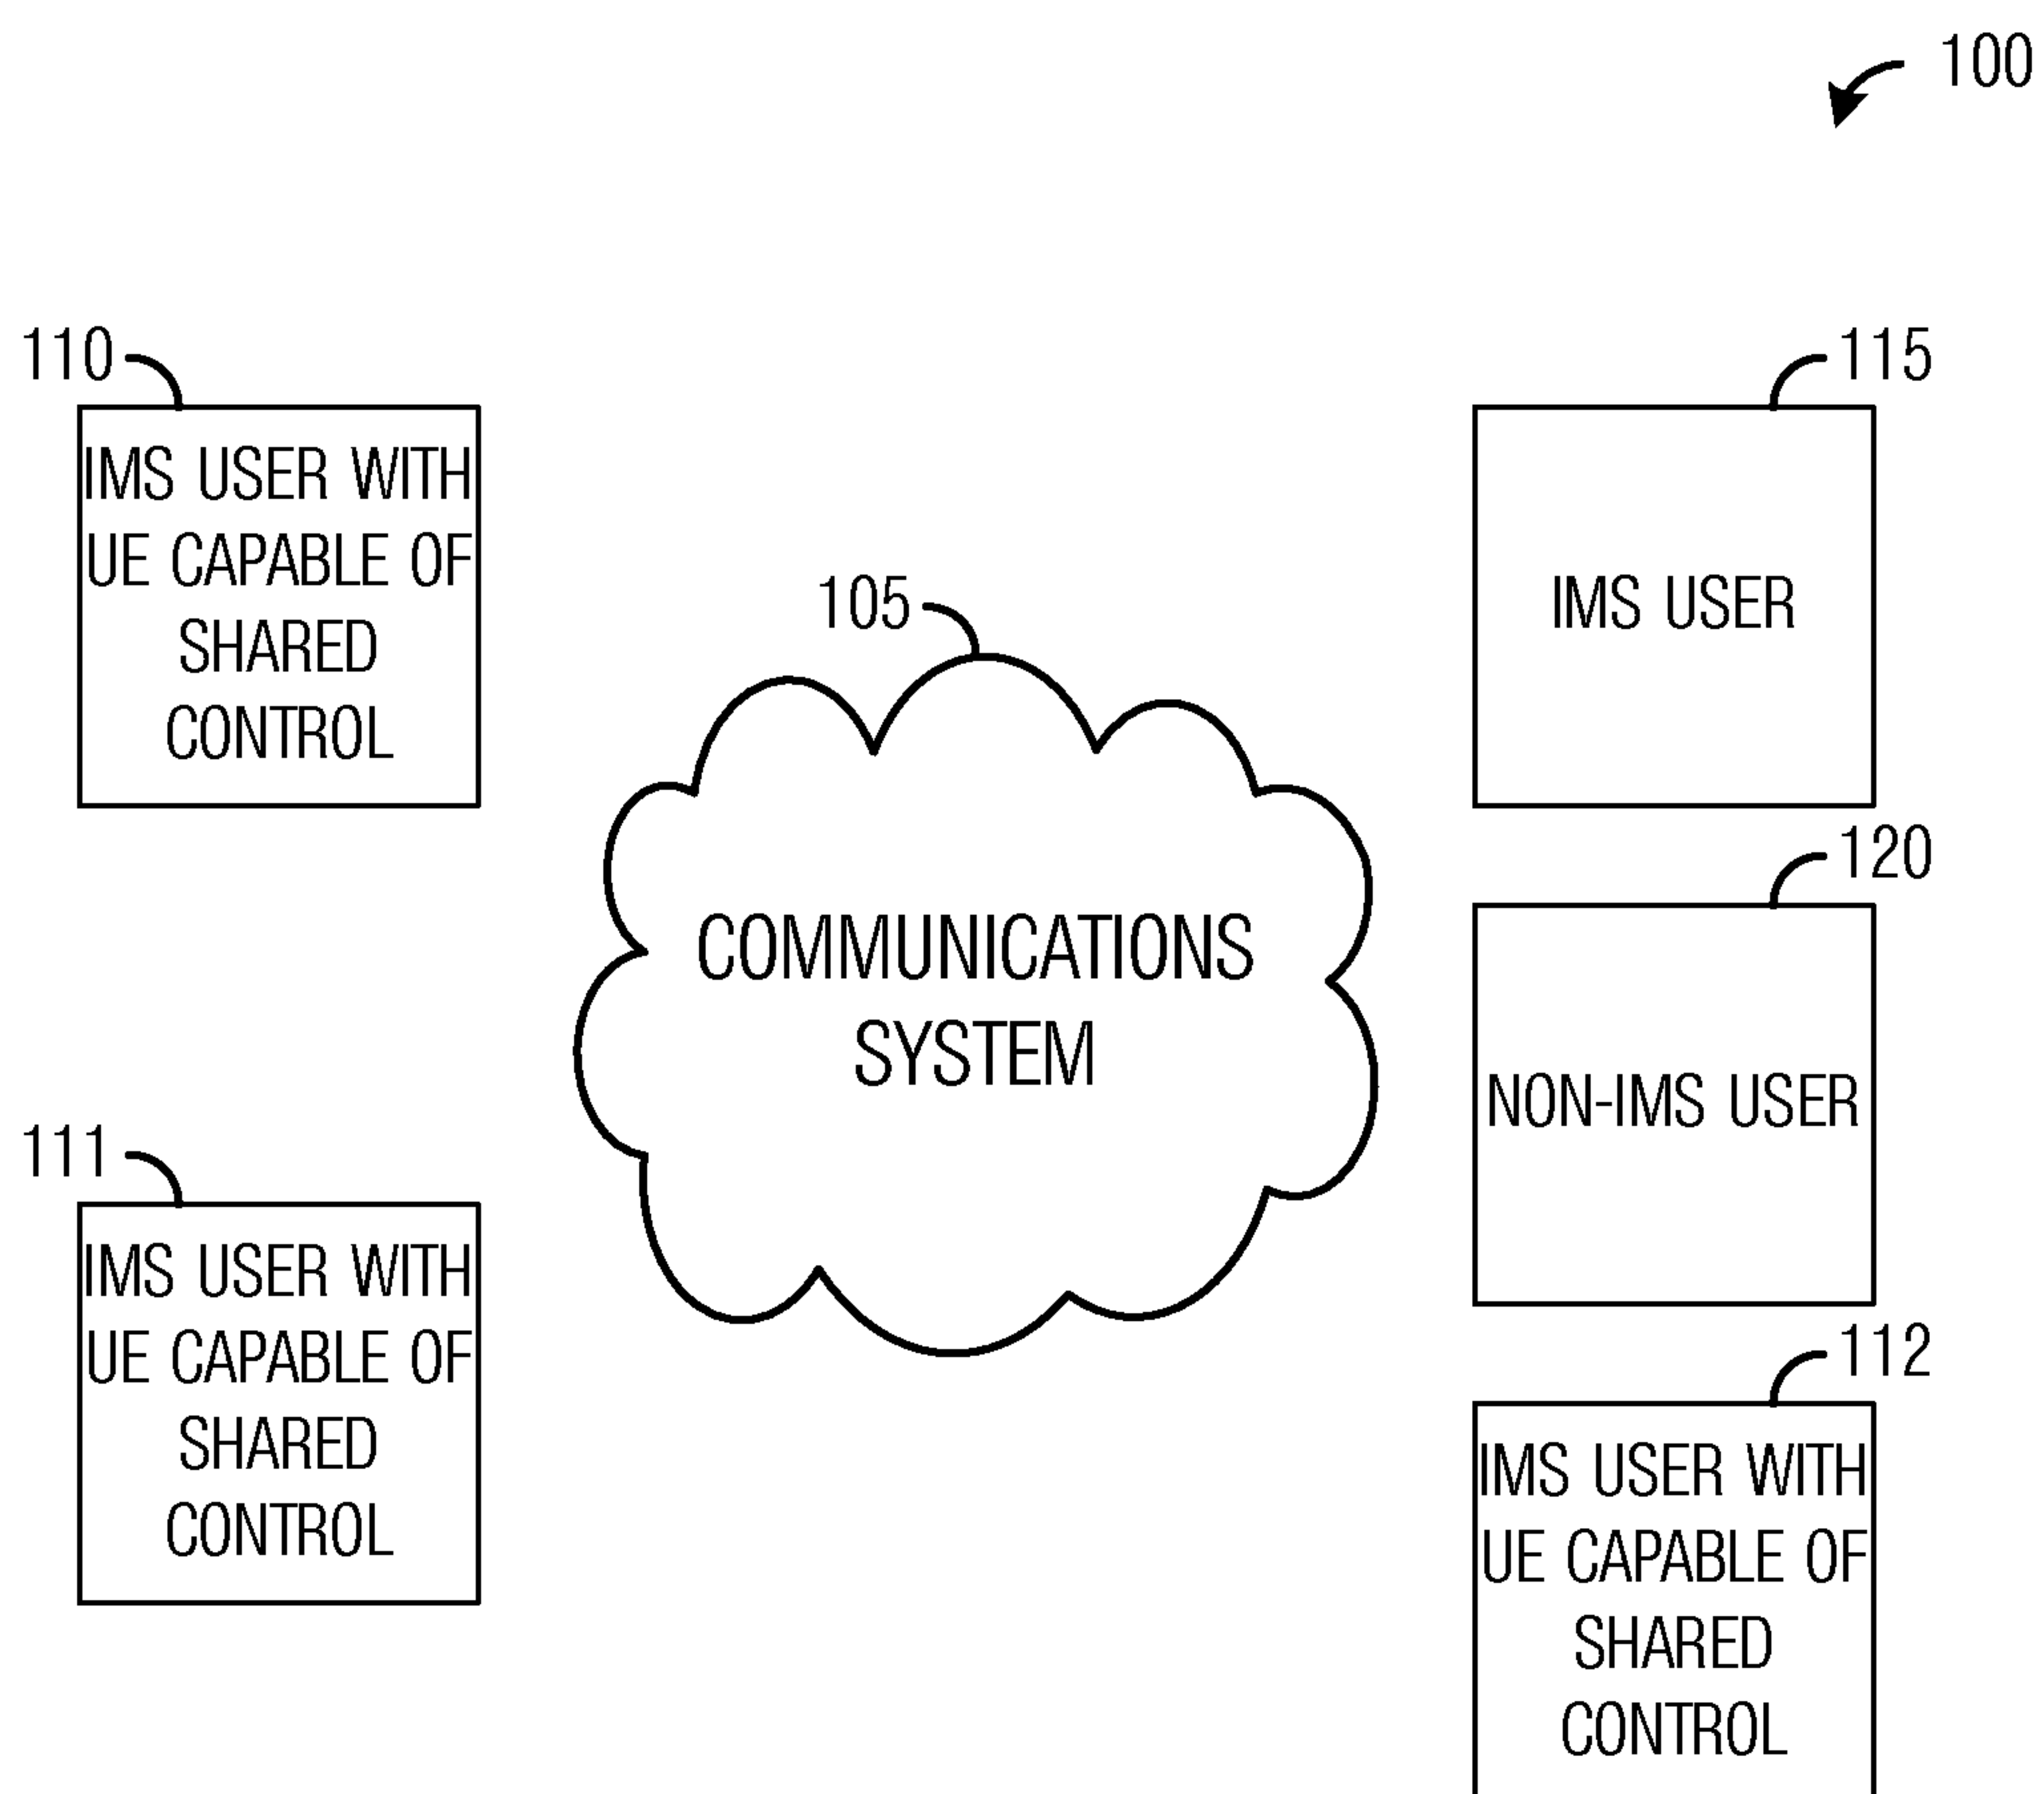 100
110
IMS USER WITH
UE CAPABLE OF
SHARED
CONTROL
115
IMS USER
105
COMMUNICATIONS
SYSTEM
120
NON-IMS USER
111
IMS USER WITH
UE CAPABLE OF
SHARED
CONTROL
112
IMS USER WITH
UE CAPABLE OF
SHARED
CONTROL